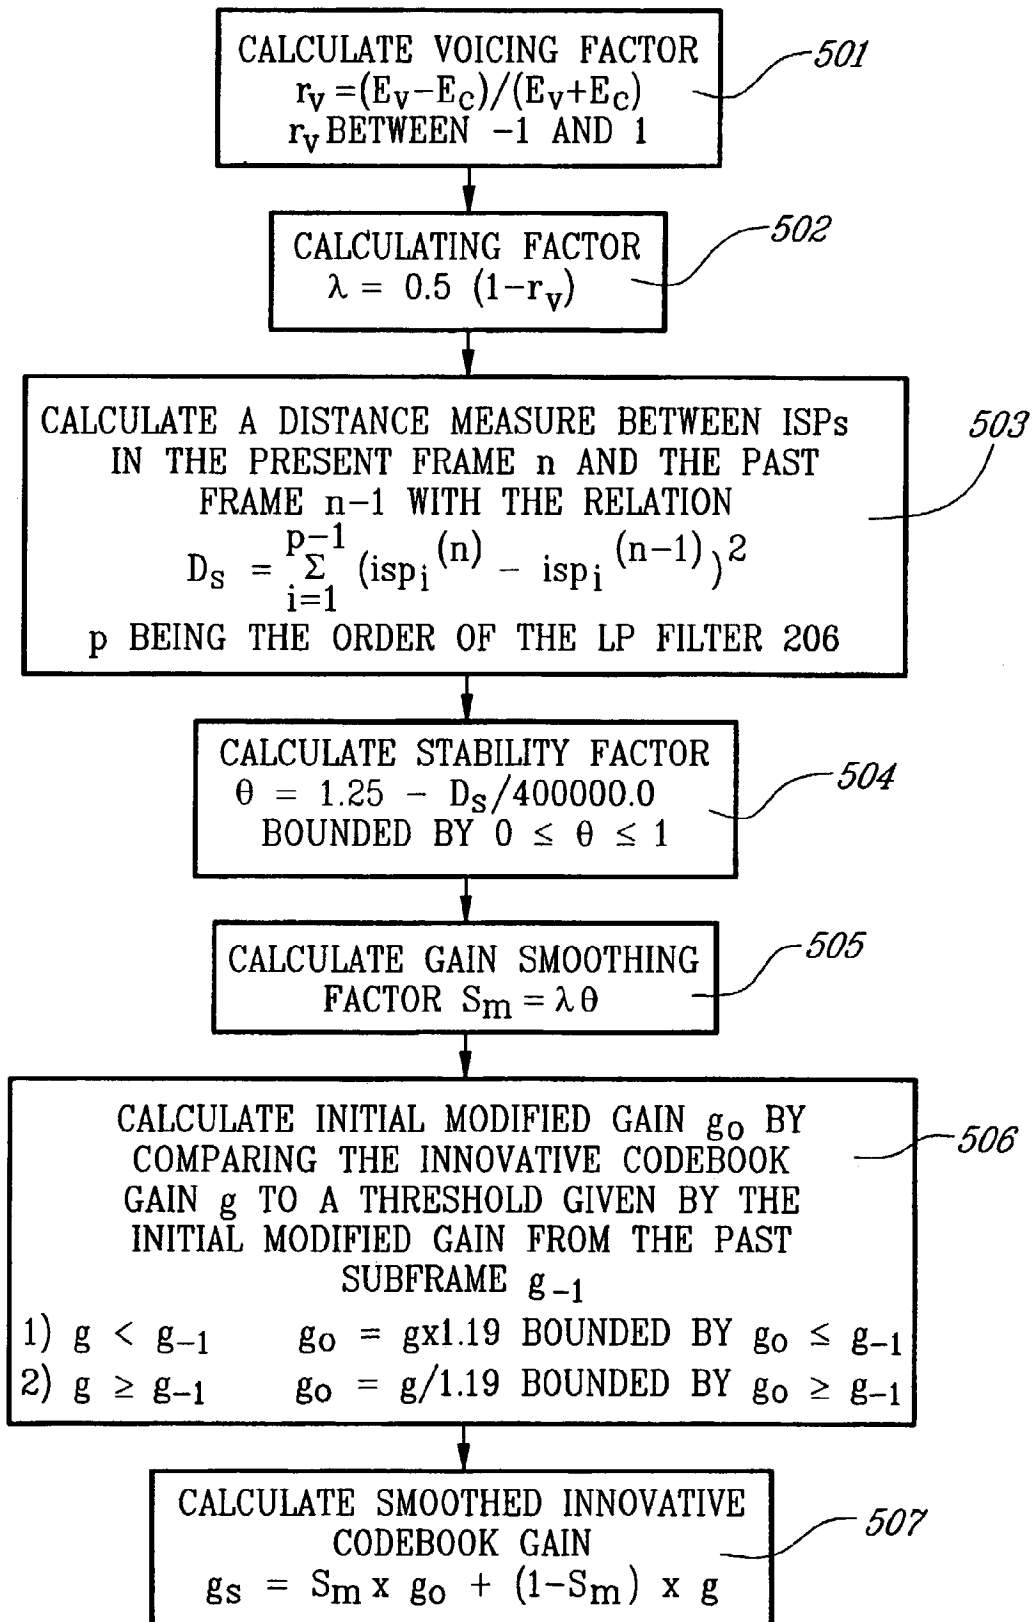 CALCULATE VOICING FACTOR
rv =(Ev−Ec)/(Ev+Ec)
rv BETWEEN −1 AND 1
501
CALCULATING FACTOR
λ = 0.5 (1−rv)
502
CALCULATE A DISTANCE MEASURE BETWEEN ISPs
IN THE PRESENT FRAME n AND THE PAST
FRAME n−1 WITH THE RELATION
Ds = p−1 Σ i=1 (ispi(n) − ispi(n−1))2
p BEING THE ORDER OF THE LP FILTER 206
503
CALCULATE STABILITY FACTOR
θ = 1.25 − Ds/400000.0
BOUNDED BY 0 ≤ θ ≤ 1
504
CALCULATE GAIN SMOOTHING
FACTOR Sm = λθ
505
CALCULATE INITIAL MODIFIED GAIN go BY
COMPARING THE INNOVATIVE CODEBOOK
GAIN g TO A THRESHOLD GIVEN BY THE
INITIAL MODIFIED GAIN FROM THE PAST
SUBFRAME g−1
1) g < g−1 go = gx1.19 BOUNDED BY go ≤ g−1
2) g ≥ g−1 go = g/1.19 BOUNDED BY go ≥ g−1
506
CALCULATE SMOOTHED INNOVATIVE
CODEBOOK GAIN
gs = Sm x go + (1−Sm) x g
507